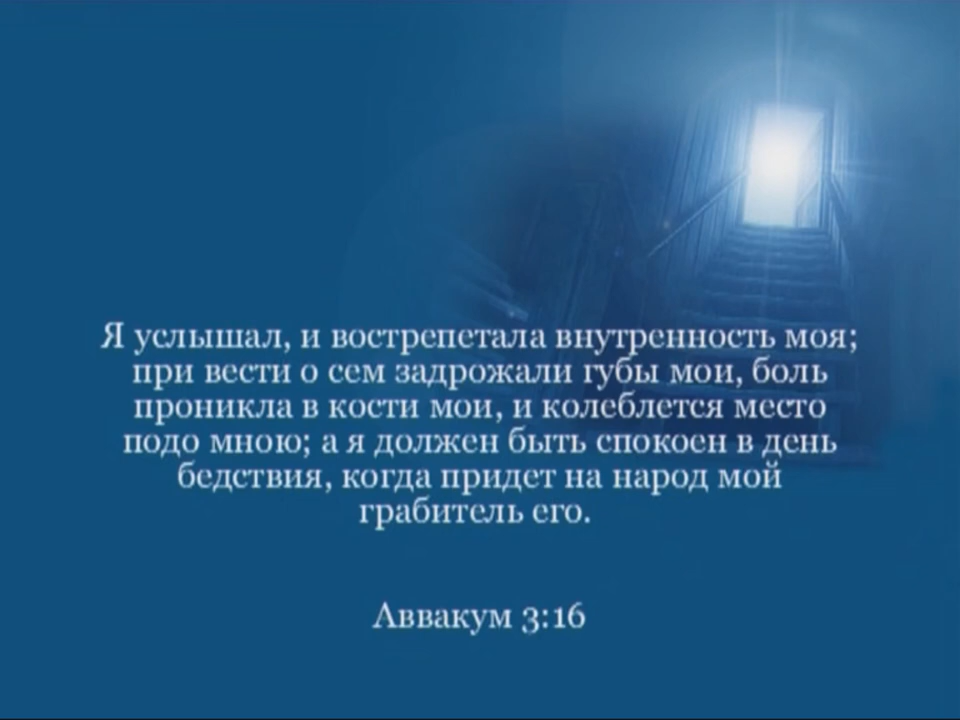 Я услышал, и вострепетала внутренность моя;
при вести о сем задрожали губы мои, боль
проникла в кости мои, и колеблется место
подо мною; а я должен быть спокоен в день
бедствия, когда придет на народ мой
грабитель его.
Аввакум 3:16